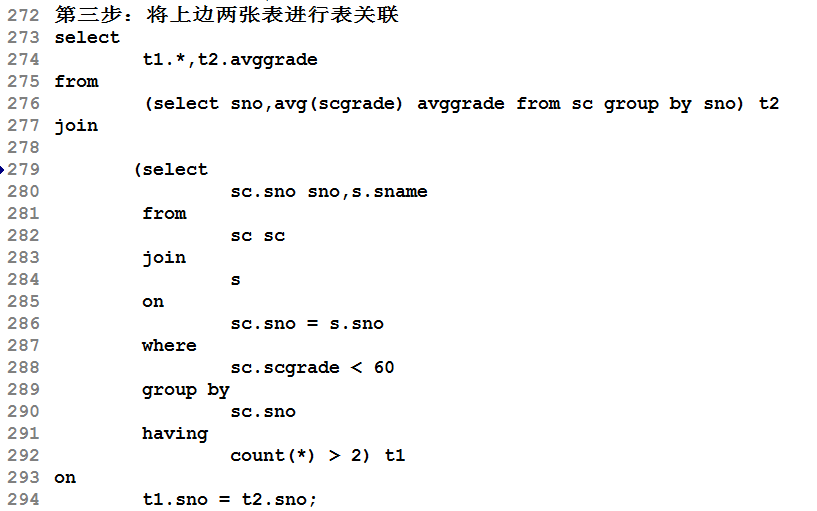 272 第三步：将上边两张表进行表关联
273 select
274 t1.*,t2.avggrade
275 from
276 (select sno,avg(scgrade) avggrade from sc group by sno) t2
277 join
278
279 (select
280 sc.sno sno,s.sname
281 from
282 sc sc
283 join
284 s
285 on
286 sc.sno = s.sno
287 where
288 sc.scgrade < 60
289 group by
290 sc.sno
291 having
292 count(*) > 2) t1
293 on
294 t1.sno = t2.sno;